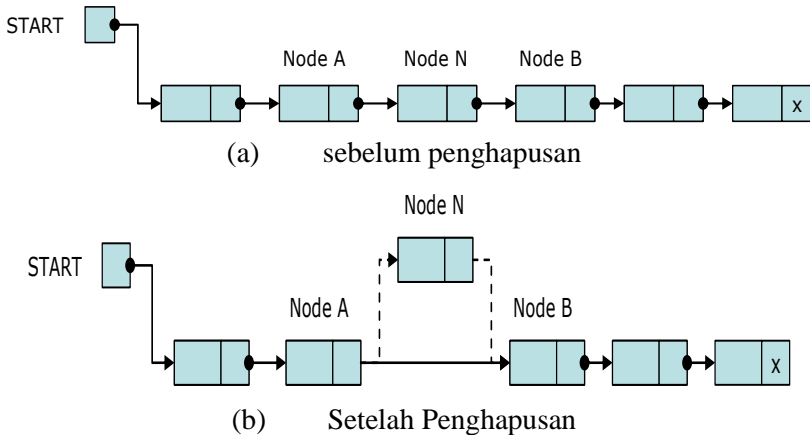 START
Node A Node N Node B
x
(a) sebelum penghapusan
Node N
START
Node A Node B
x
(b) Setelah Penghapusan